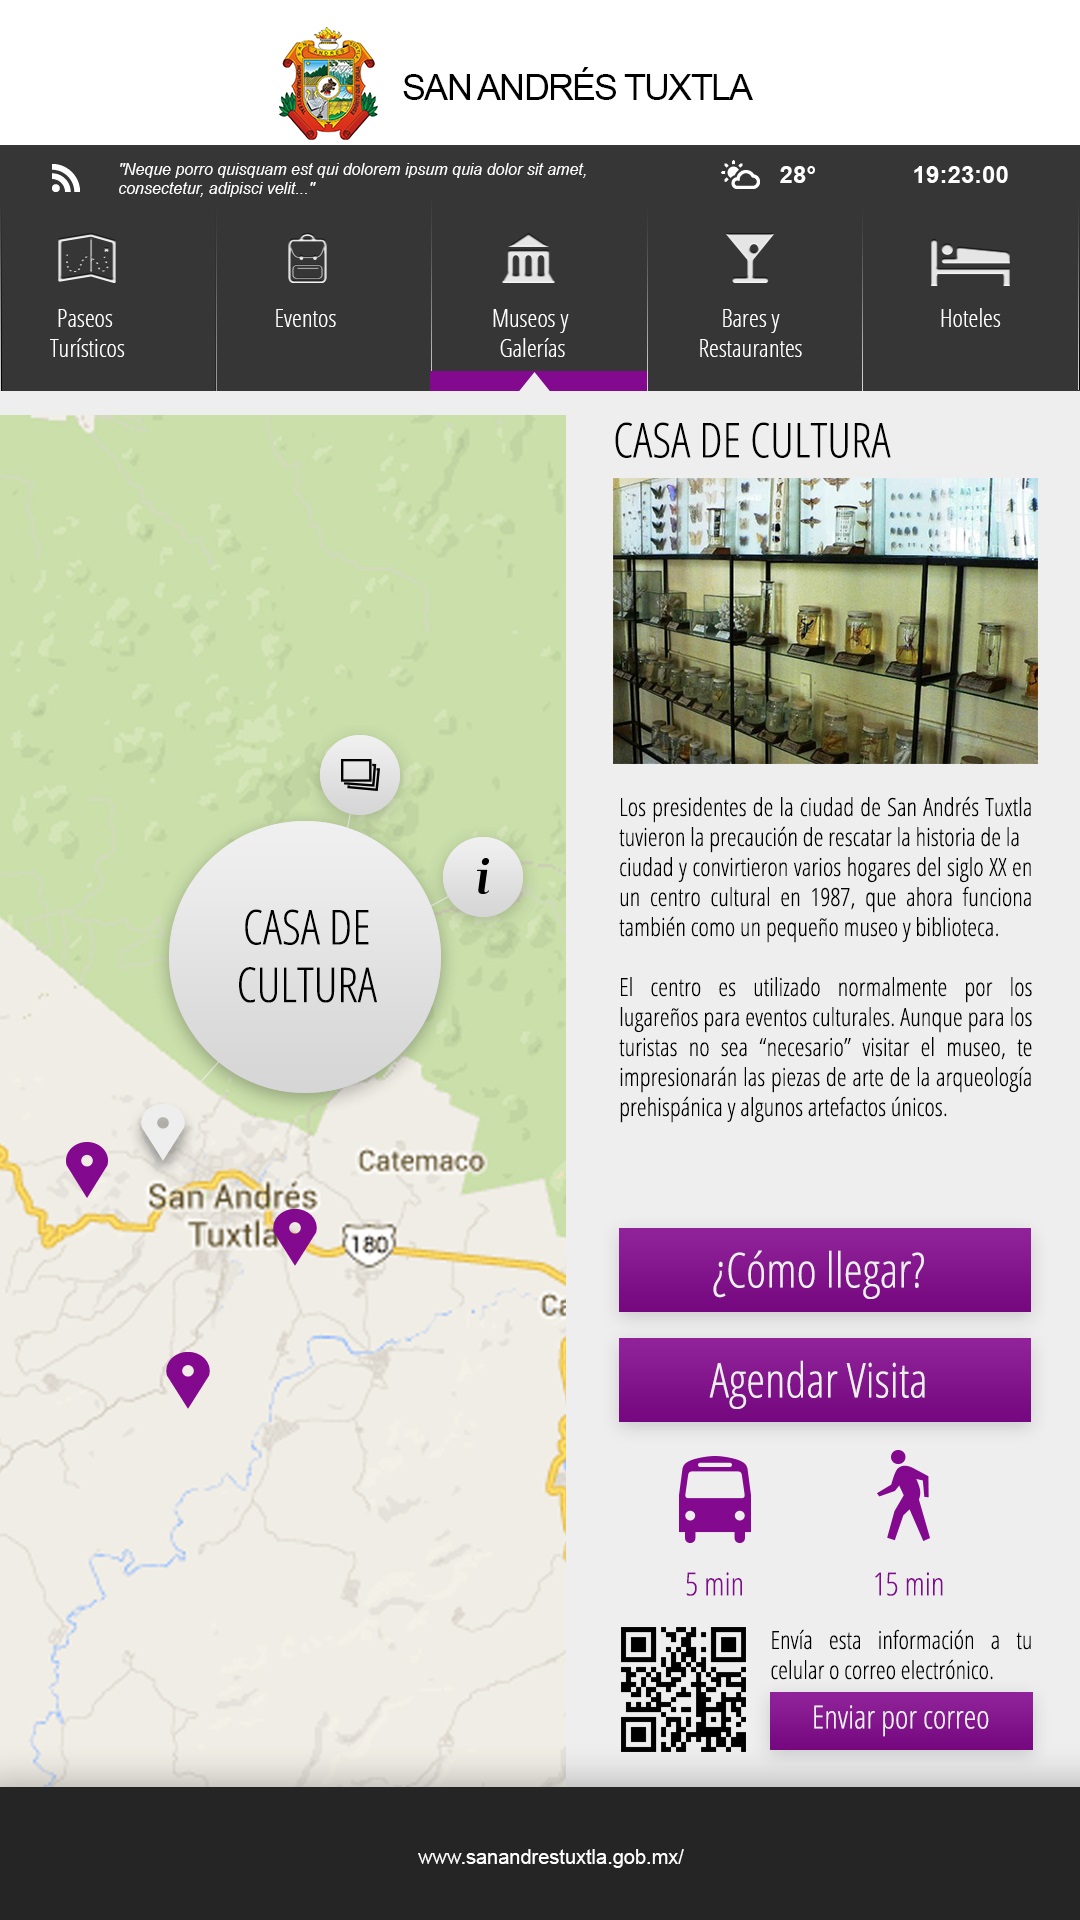 SAN ANDRÉS TUXTLA
"Neque porro quisquam est qui dolorem ipsum quia dolor sit amet,
consectetur, adipisci velit..."
28°
19:23:00
Paseos
Turísticos
Eventos
Museos y
Galerías
Bares y
Restaurantes
Hoteles
CASA DE CULTURA
Los presidentes de la ciudad de San Andrés Tuxtla
tuvieron la precaución de rescatar la historia de la
ciudad y convirtieron varios hogares del siglo XX en
un centro cultural en 1987, que ahora funciona
también como un pequeño museo y biblioteca.
El centro es utilizado normalmente por los
lugareños para eventos culturales. Aunque para los
turistas no sea “necesario” visitar el museo, te
impresionarán las piezas de arte de la arqueología
prehispánica y algunos artefactos únicos.
i
CASA DE
CULTURA
Catemaco
San Andrés
Tuxtla
180
Ca
¿Cómo llegar?
Agendar Visita
5 min
15 min
Envía esta información a tu
celular o correo electrónico.
Enviar por correo
www.sanandrestuxtla.gob.mx/